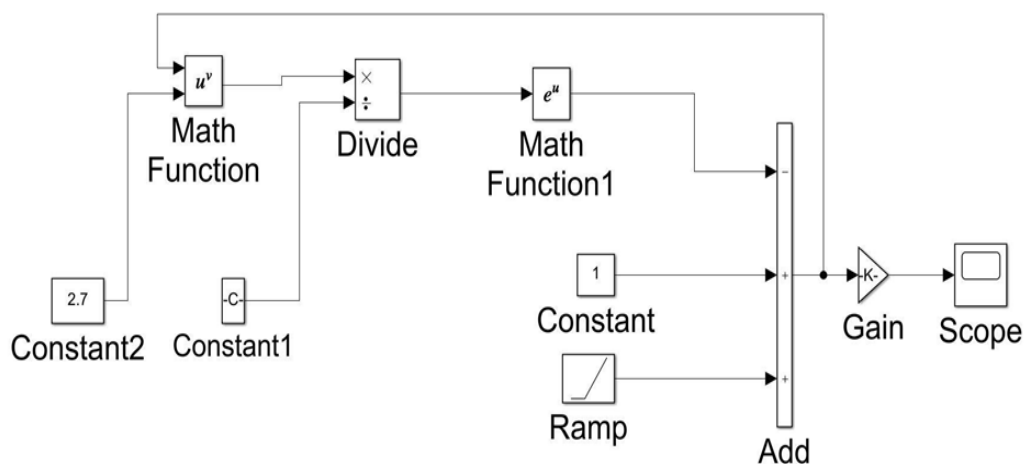 u^v
×
÷
Math
Function
Divide
e^u
Math
Function1
−
2.7
Constant2
-C-
Constant1
1
Constant
+
-K-
Gain
Scope
Ramp
+
Add